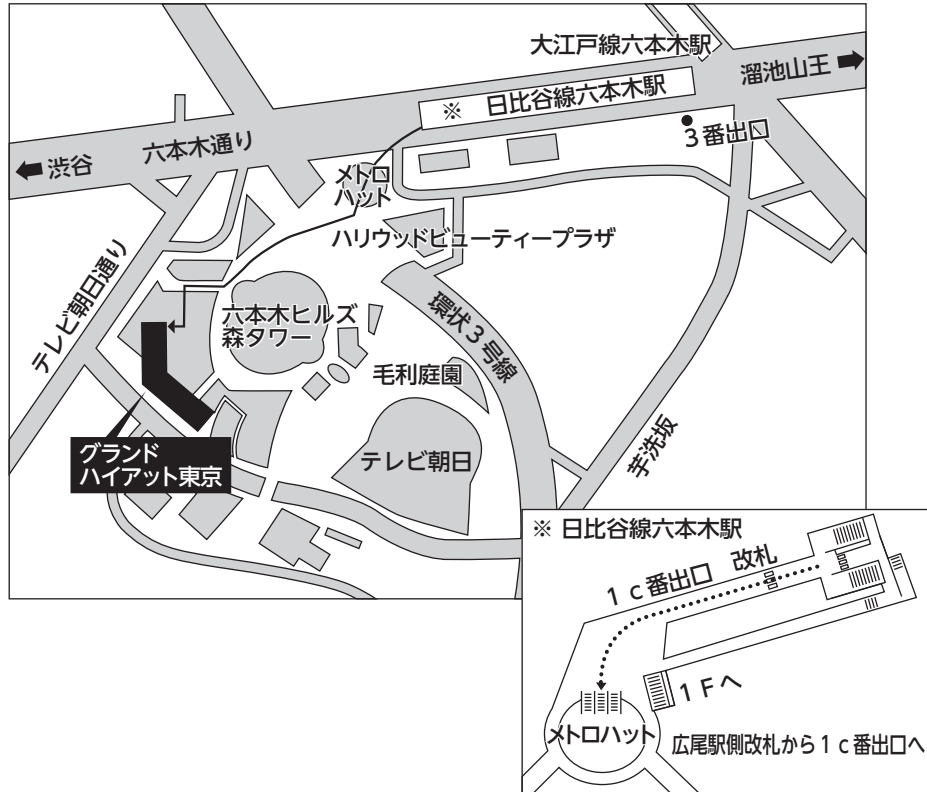 大江戸線六本木駅
溜池山王
※ 日比谷線六本木駅
3番出口
六本木通り
渋谷
メトロ
ハット
ハリウッドビューティープラザ
テレビ朝日通り
六本木ヒルズ
森タワー
環状3号線
毛利庭園
芋洗坂
テレビ朝日
グランド
ハイアット東京
※ 日比谷線六本木駅
1c番出口 改札
1Fへ
メトロハット
広尾駅側改札から1c番出口へ